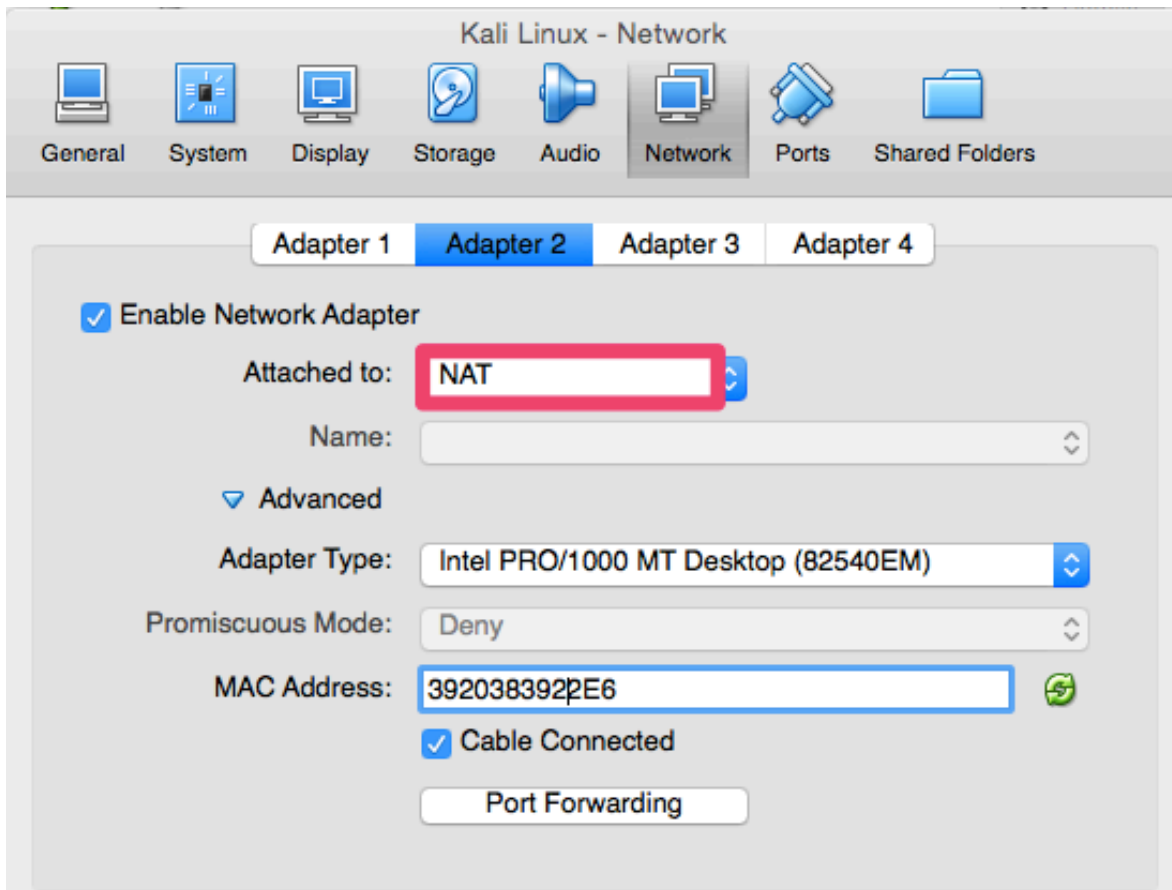 Kali Linux - Network
General System Display Storage Audio Network Ports Shared Folders
Adapter 1 Adapter 2 Adapter 3 Adapter 4
Enable Network Adapter
Attached to: NAT
Name:
Advanced
Adapter Type: Intel PRO/1000 MT Desktop (82540EM)
Promiscuous Mode: Deny
MAC Address: 3920383922E6
Cable Connected
Port Forwarding